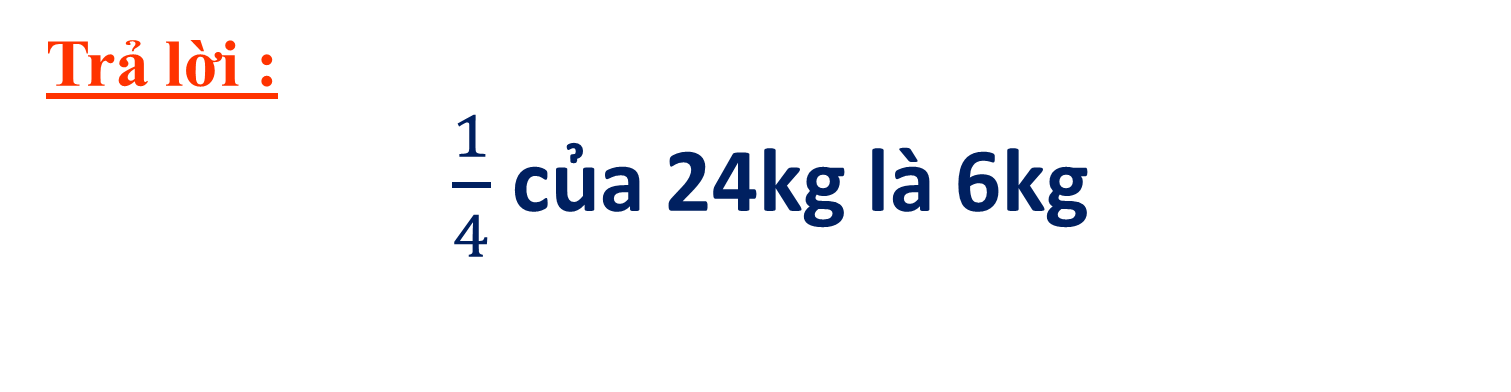 Trả lời :
1/4 của 24kg là 6kg